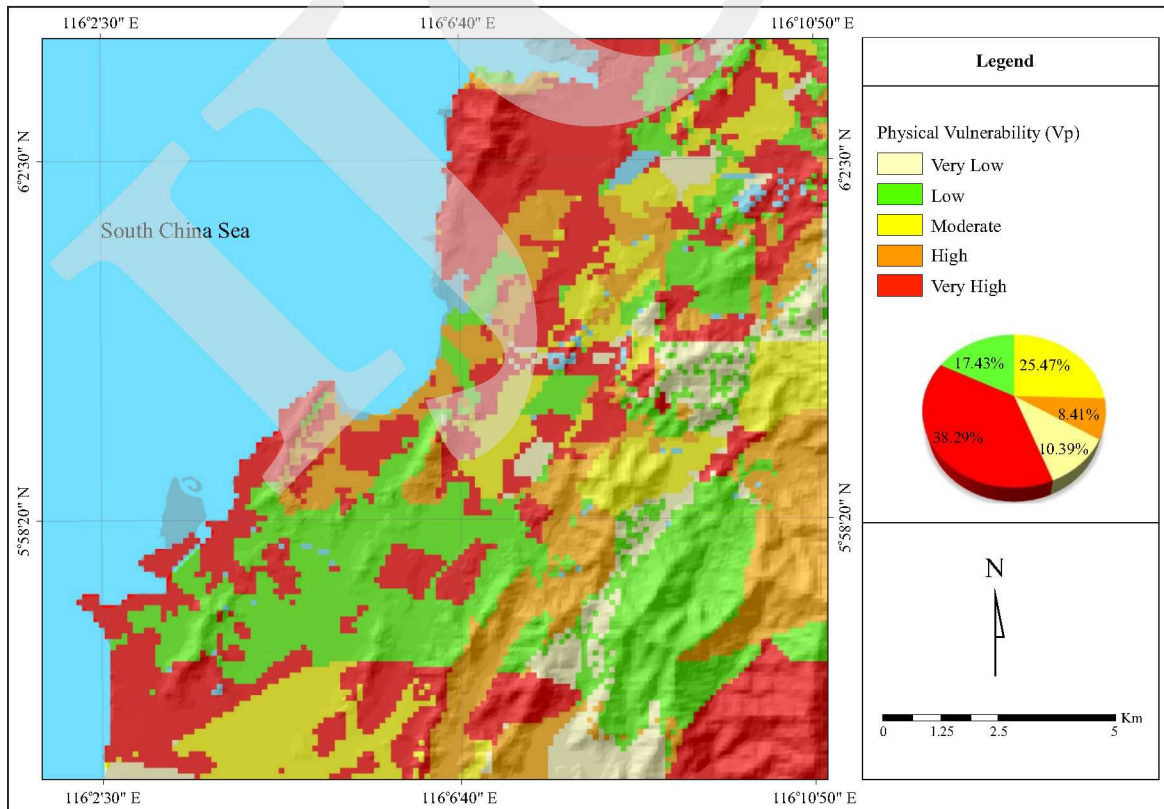 116°2'30" E
116°6'40" E
116°10'50" E
6°2'30" N
6°2'30" N
South China Sea
5°58'20" N
5°58'20" N
116°2'30" E
116°6'40" E
116°10'50" E
Legend
Physical Vulnerability (Vp)
Very Low
Low
Moderate
High
Very High
17.43%
25.47%
8.41%
38.29%
10.39%
N
Km
0
1.25
2.5
5